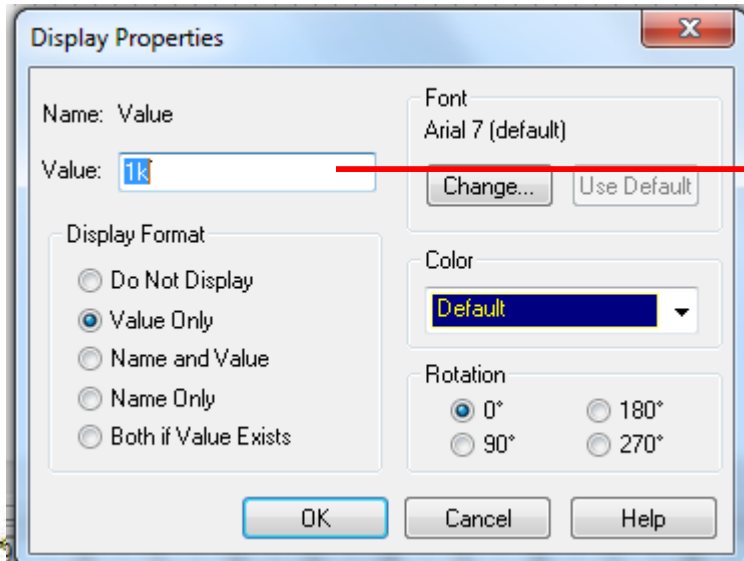 Display Properties
Name: Value
Value: 1k
Display Format
Do Not Display
Value Only
Name and Value
Name Only
Both if Value Exists
Font
Arial 7 (default)
Change...
Use Default
Color
Default
Rotation
0°
180°
90°
270°
OK
Cancel
Help